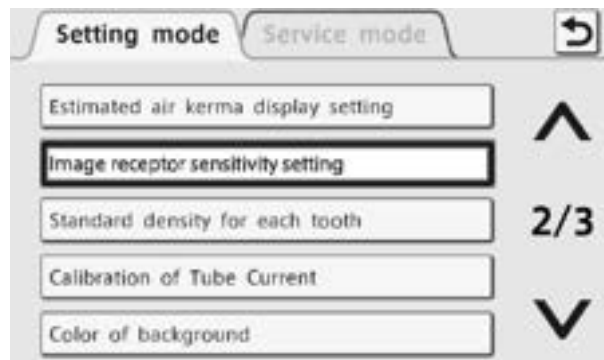 Setting mode Service mode
Estimated air kerma display setting
Image receptor sensitivity setting
Standard density for each tooth
2/3
Calibration of Tube Current
Color of background